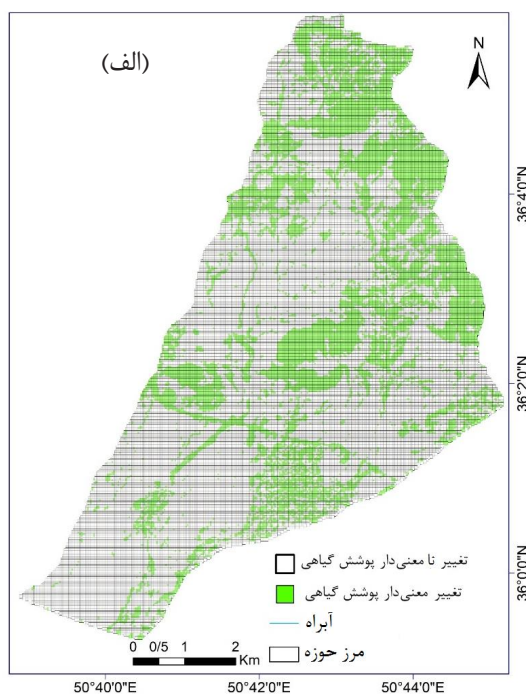 (الف)
N
36°4'0"N
36°2'0"N
36°0'0"N
تغییر نا معنی‌دار پوشش گیاهی
تغییر معنی‌دار پوشش گیاهی
آبراه
مرز حوزه
0 0/5 1 2
Km
50°40'0"E 50°42'0"E 50°44'0"E